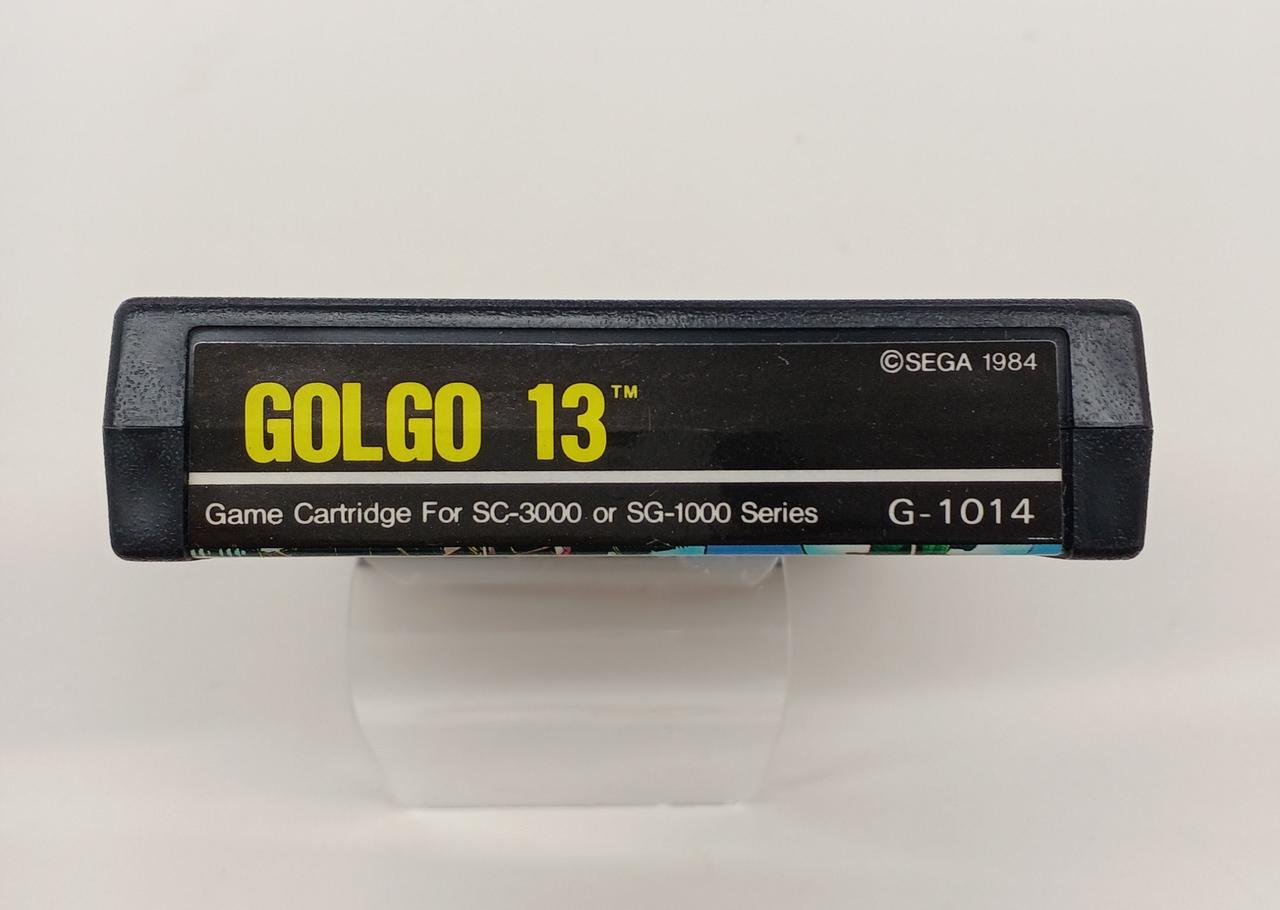 ©SEGA 1984
GOLGO 13™
Game Cartridge For SC-3000 or SG-1000 Series G-1014